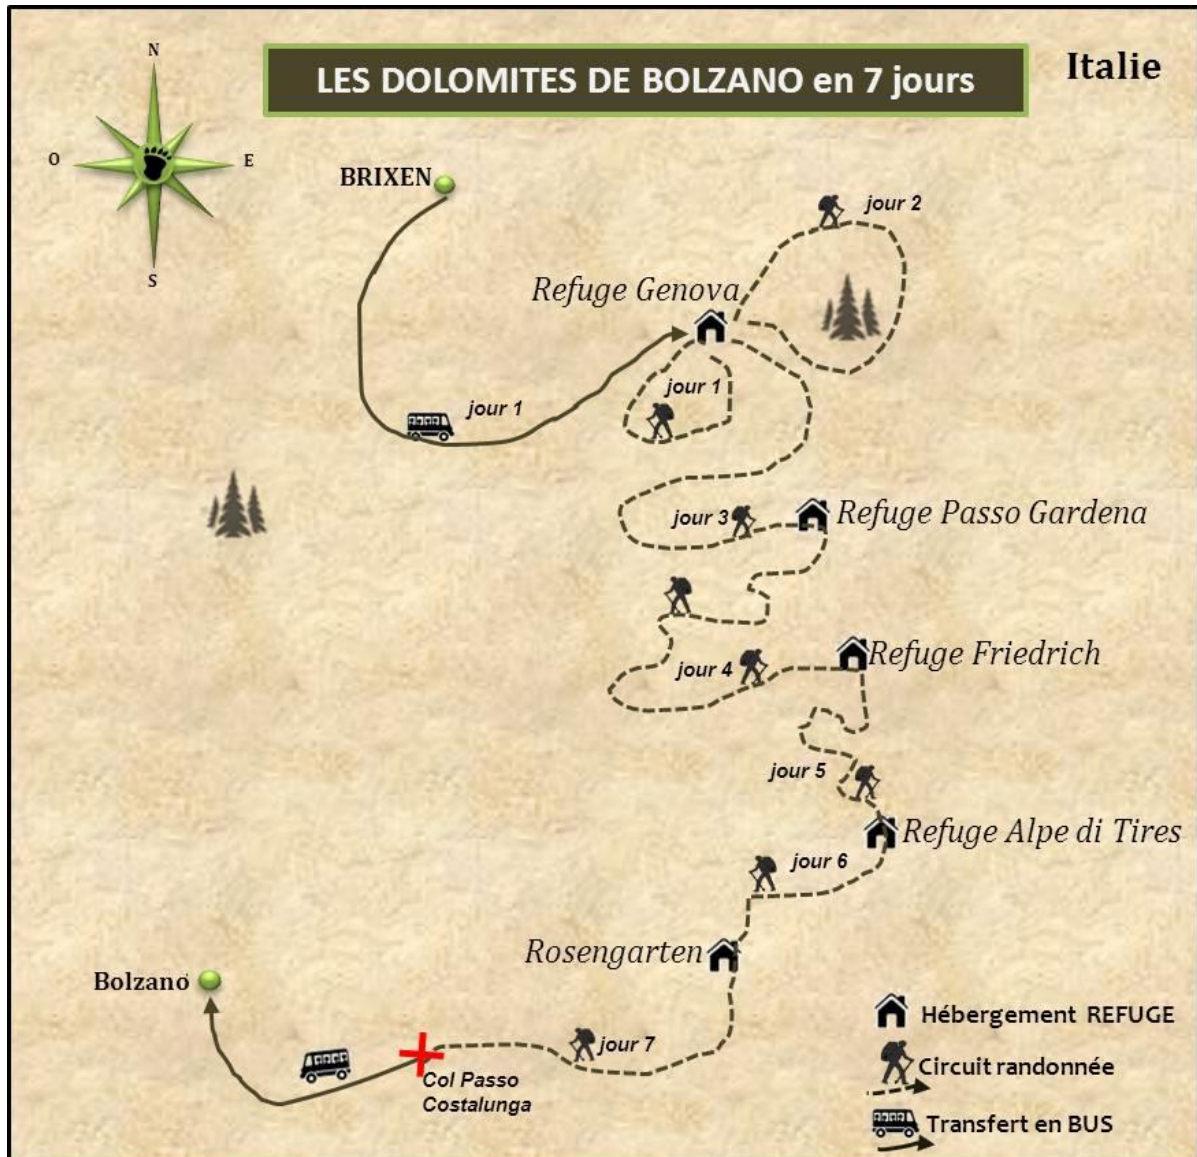 LES DOLOMITES DE BOLZANO en 7 jours
Italie
N
O
E
S
BRIXEN
jour 2
Refuge Genova
jour 1
jour 1
jour 3
Refuge Passo Gardena
jour 4
Refuge Friedrich
jour 5
Refuge Alpe di Tires
jour 6
Rosengarten
Bolzano
jour 7
Col Passo
Costalunga
Hébergement REFUGE
Circuit randonnée
Transfert en BUS